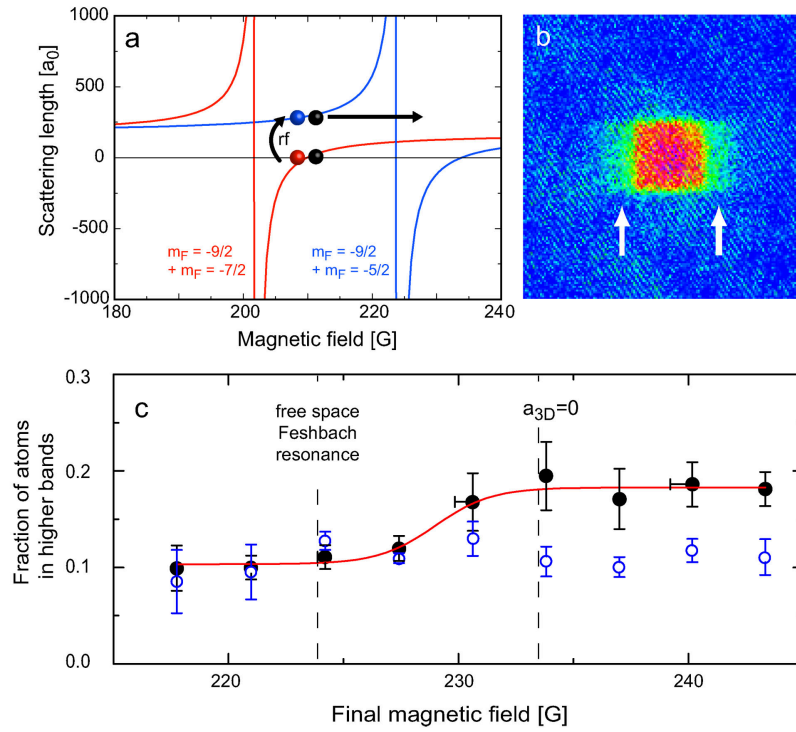 a
b
1000
500
0
-500
-1000
Scattering length [a0]
rf
mF = -9/2
+ mF = -7/2
mF = -9/2
+ mF = -5/2
180
200
220
240
Magnetic field [G]
c
0.3
0.2
0.1
0.0
Fraction of atoms
in higher bands
free space
Feshbach
resonance
a3D=0
220
230
240
Final magnetic field [G]